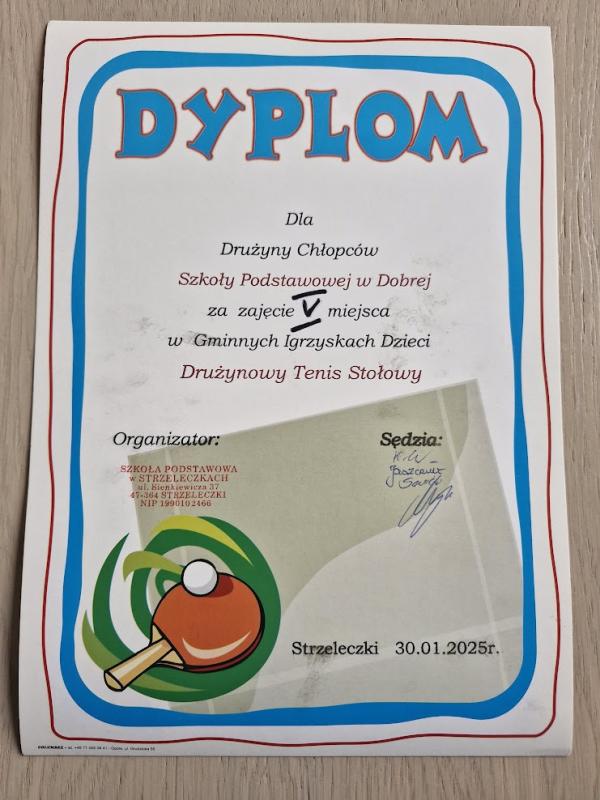 DYPLOM
Dla
Drużyny Chłopców
Szkoły Podstawowej w Dobrej
za zajęcie V miejsca
w Gminnych Igrzyskach Dzieci
Drużynowy Tenis Stołowy
Organizator:
Sędzia:
SZKOŁA PODSTAWOWA
w STRZELECZKACH
ul. Sienkiewicza 37
47-364 STRZELECZKI
NIP 1990102466
Strzeleczki 30.01.2025r.